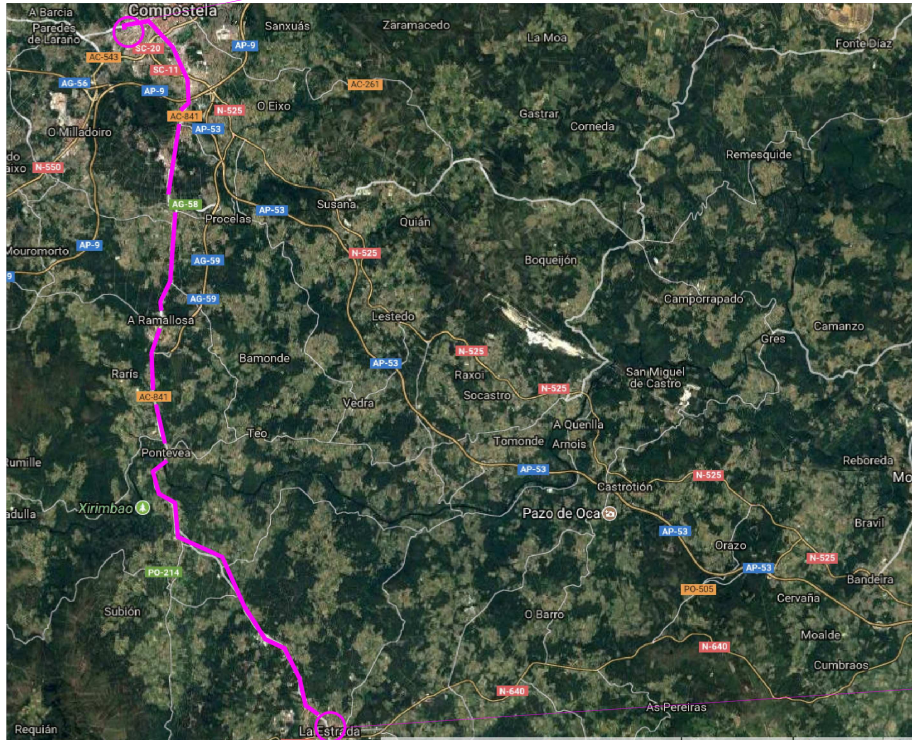 A Barcia
Compostela
Sanxuás
Zaramacedo
La Moa
Fonte Diaz
Paredes
de Laraño
SC-20
AP-9
AC-543
SC-11
AG-56
AP-9
AC-261
N-525
O Eixo
Gastrar
Corneda
AC-841
AP-53
O Milladoiro
Remesquide
N-550
AG-58
Susana
AP-53
Procelas
Quián
N-525
Mouromorto
AP-9
AG-59
Boqueijón
AG-59
Camporrapado
A Ramallosa
Lestedo
Camanzo
Gres
Bamonde
N-525
AP-53
Rarís
Raxoi
San Miguel
de Castro
N-525
AC-841
Socastro
Vedra
A Quenlla
Teo
Tomonde
Arnois
Pontevea
Reboreda
AP-53
N-525
Castrotión
Xirimbao
Pazo de Oca
Bravil
AP-53
Orazo
N-525
AP-53
PO-214
Bandeira
PO-505
Cervaña
Subión
O Barro
Moalde
N-640
Cumbraos
N-640
As Pereiras
Requián
La Estrada